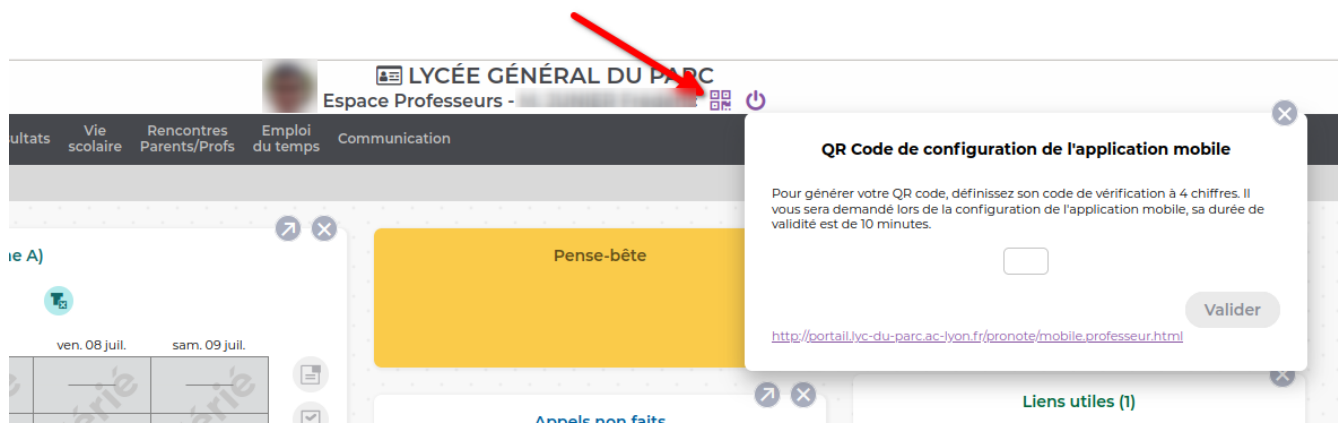 LYCÉE GÉNÉRAL DU PARC
Espace Professeurs -
sultats
Vie scolaire
Rencontres Parents/Profs
Emploi du temps
Communication
QR Code de configuration de l'application mobile
Pour générer votre QR code, définissez son code de vérification à 4 chiffres. Il
vous sera demandé lors de la configuration de l'application mobile, sa durée de
validité est de 10 minutes.
Valider
http://portail.lyc-du-parc.ac-lyon.fr/pronote/mobile.professeur.html
ne A)
ven. 08 juil.
sam. 09 juil.
Pense-bête
Appels non faits
Liens utiles (1)